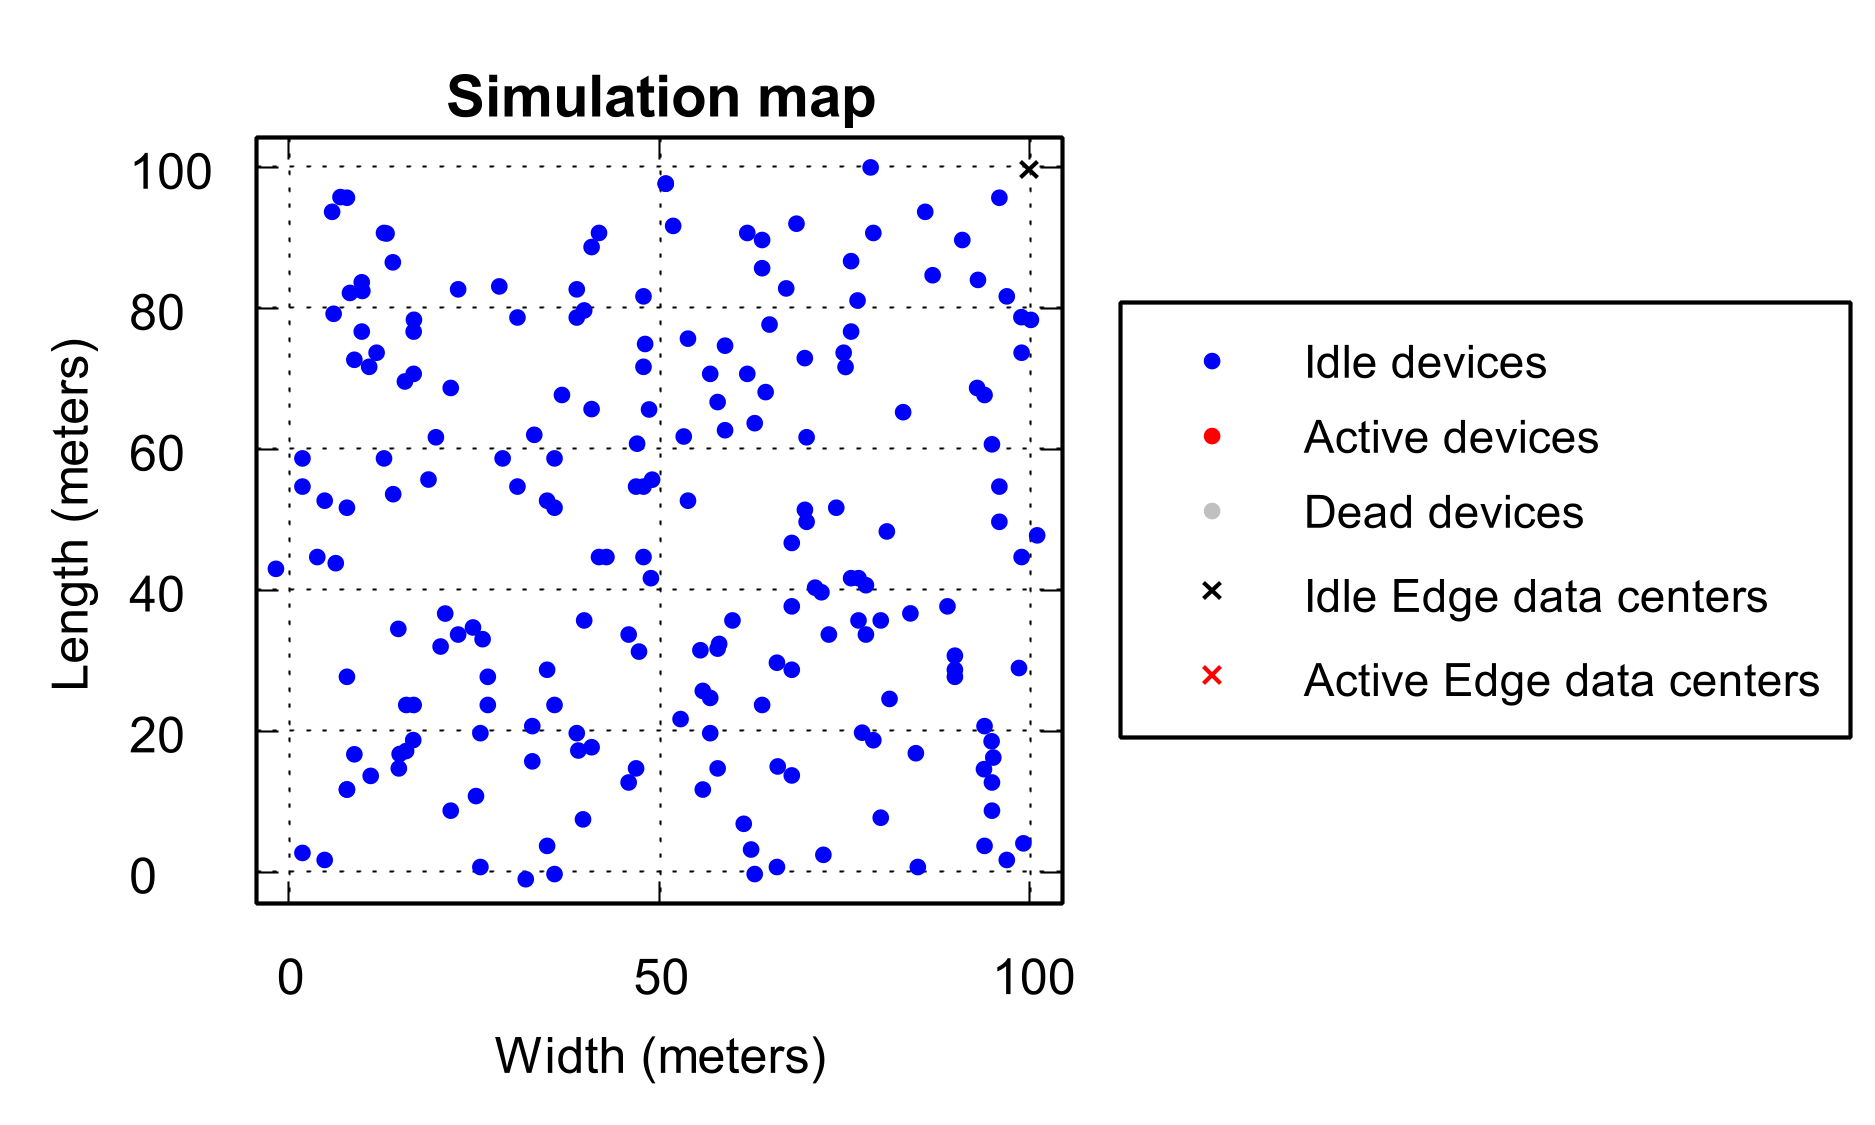 Simulation map
100
80
60
40
20
0
Length (meters)
0 50 100
Width (meters)
Idle devices
Active devices
Dead devices
Idle Edge data centers
Active Edge data centers